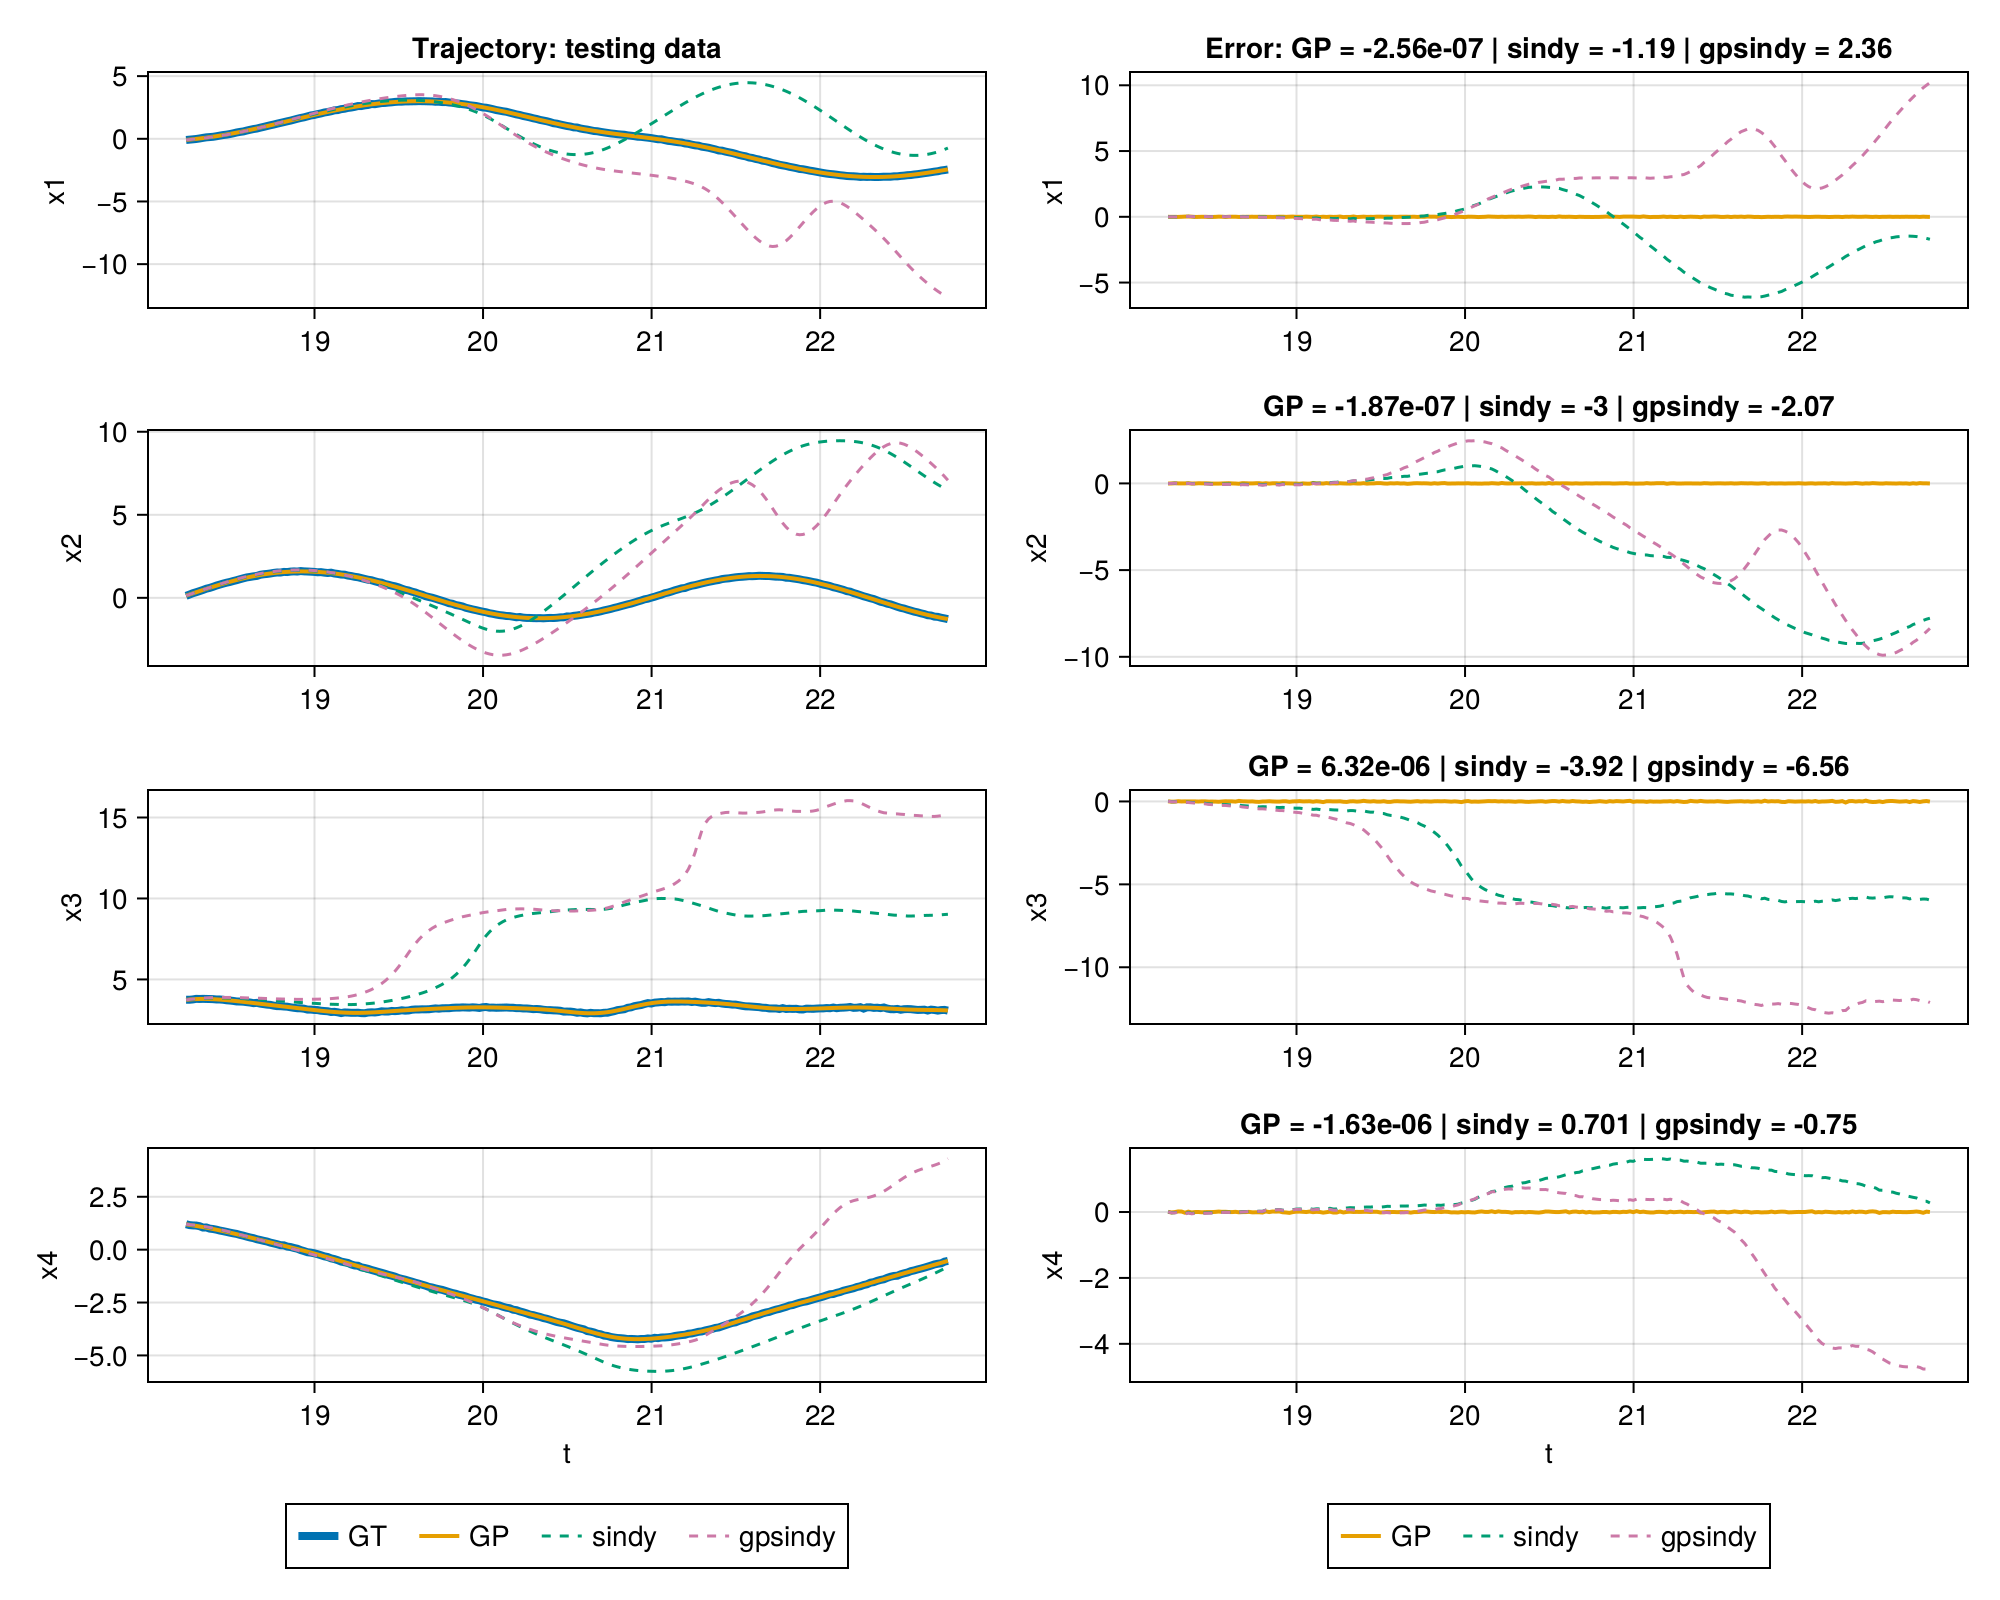 Trajectory: testing data
5
0
−5
−10
x1
19 20 21 22
Error: GP = -2.56e-07 | sindy = -1.19 | gpsindy = 2.36
10
5
0
−5
x1
19 20 21 22
10
5
0
x2
19 20 21 22
GP = -1.87e-07 | sindy = -3 | gpsindy = -2.07
0
−5
−10
x2
19 20 21 22
15
10
5
x3
19 20 21 22
GP = 6.32e-06 | sindy = -3.92 | gpsindy = -6.56
0
−5
−10
x3
19 20 21 22
2.5
0.0
−2.5
−5.0
x4
19 20 21 22
t
GP = -1.63e-06 | sindy = 0.701 | gpsindy = -0.75
0
−2
−4
x4
19 20 21 22
t
GT GP sindy gpsindy
GP sindy gpsindy